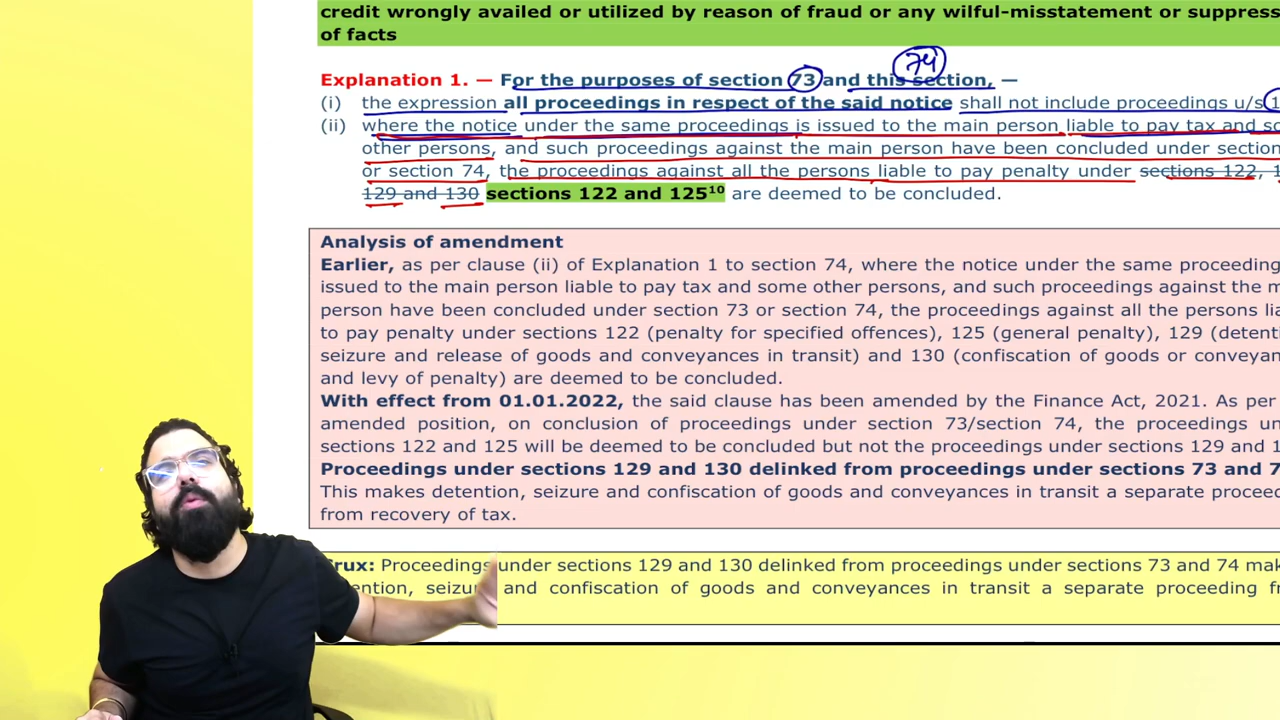 credit wrongly availed or utilized by reason of fraud or any wilful-misstatement or suppress
of facts
74
Explanation 1. — For the purposes of section 73 and this section, —
(i) the expression all proceedings in respect of the said notice shall not include proceedings u/s 1
(ii) where the notice under the same proceedings is issued to the main person liable to pay tax and so
other persons, and such proceedings against the main person have been concluded under section
or section 74, the proceedings against all the persons liable to pay penalty under sections 122, 1
129 and 130 sections 122 and 125¹⁰ are deemed to be concluded.
Analysis of amendment
Earlier, as per clause (ii) of Explanation 1 to section 74, where the notice under the same proceeding
issued to the main person liable to pay tax and some other persons, and such proceedings against the m
person have been concluded under section 73 or section 74, the proceedings against all the persons lia
to pay penalty under sections 122 (penalty for specified offences), 125 (general penalty), 129 (detenti
seizure and release of goods and conveyances in transit) and 130 (confiscation of goods or conveyan
and levy of penalty) are deemed to be concluded.
With effect from 01.01.2022, the said clause has been amended by the Finance Act, 2021. As per
amended position, on conclusion of proceedings under section 73/section 74, the proceedings un
sections 122 and 125 will be deemed to be concluded but not the proceedings under sections 129 and 1
Proceedings under sections 129 and 130 delinked from proceedings under sections 73 and 7
This makes detention, seizure and confiscation of goods and conveyances in transit a separate proceed
from recovery of tax.
rux: Proceedings under sections 129 and 130 delinked from proceedings under sections 73 and 74 mak
ention, seizu and confiscation of goods and conveyances in transit a separate proceeding fr